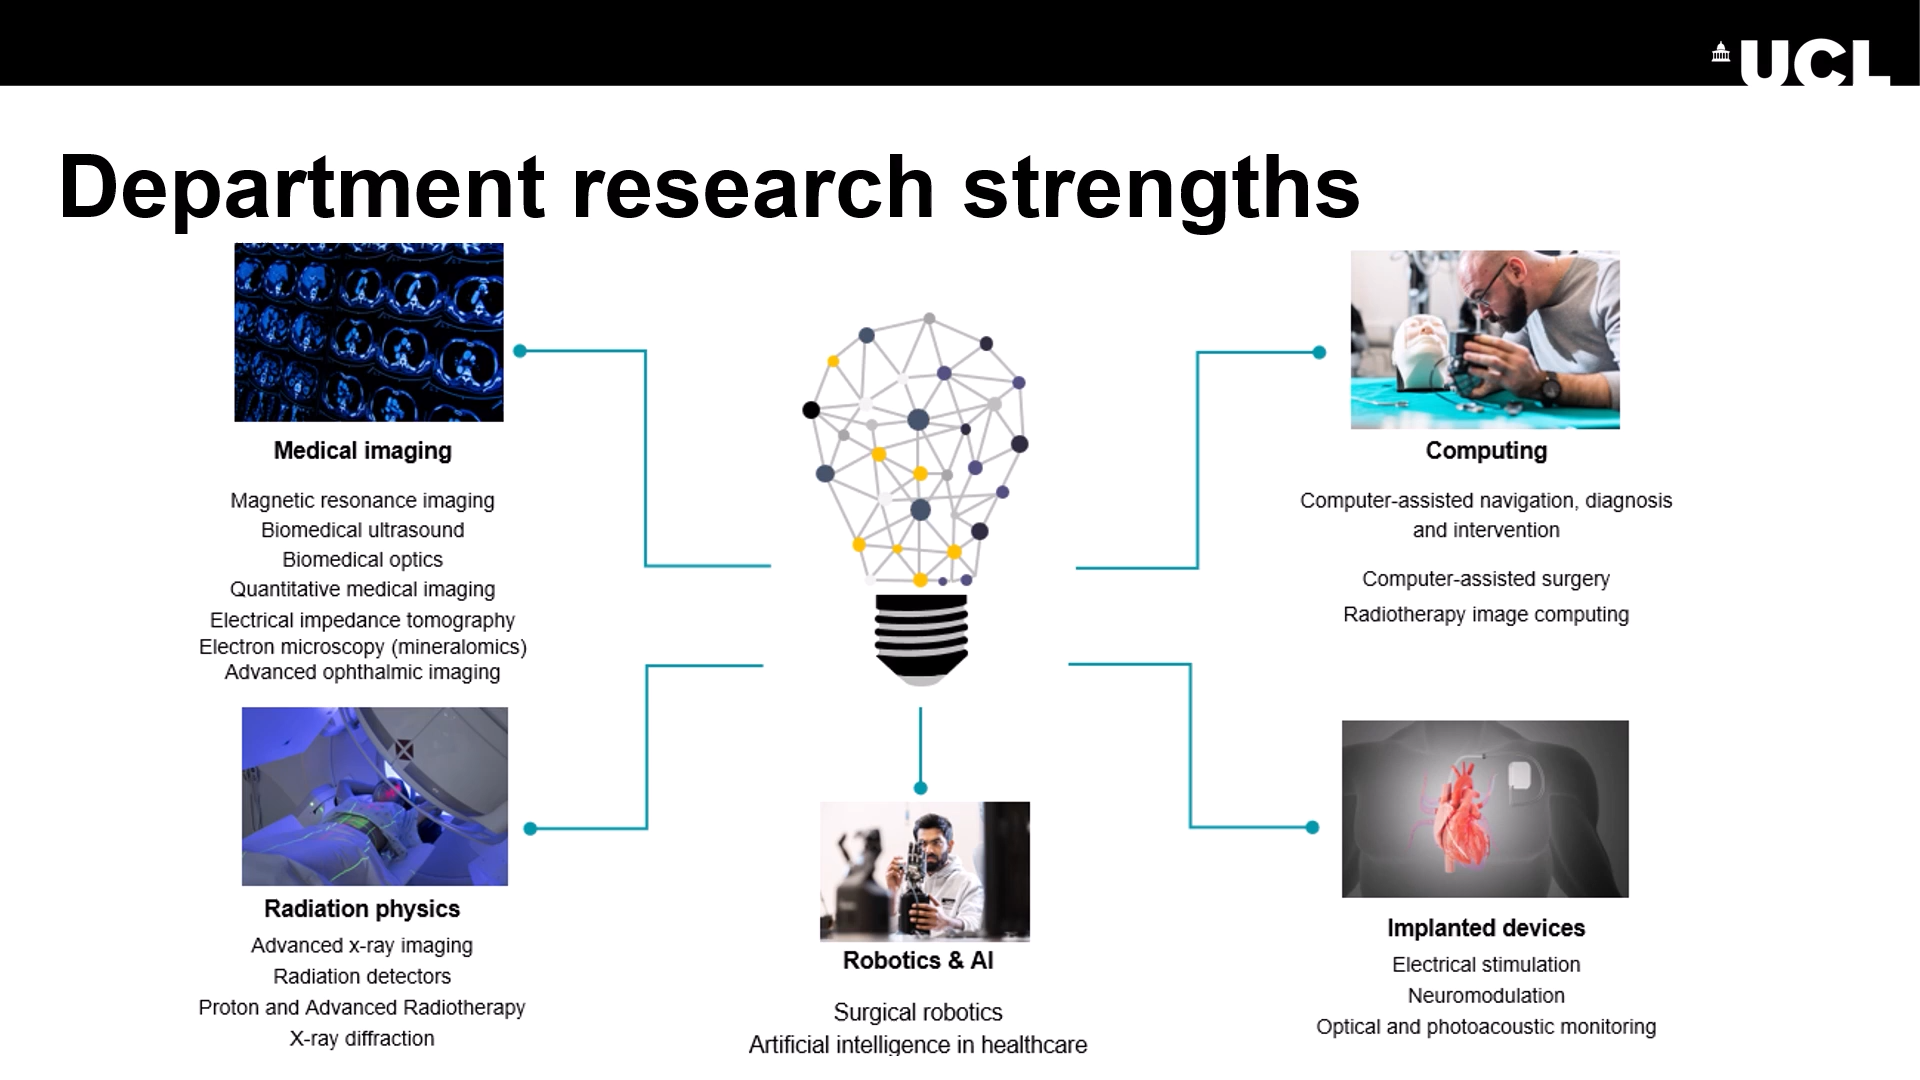 UCL
Department research strengths
Medical imaging
Magnetic resonance imaging
Biomedical ultrasound
Biomedical optics
Quantitative medical imaging
Electrical impedance tomography
Electron microscopy (mineralomics)
Advanced ophthalmic imaging
Computing
Computer-assisted navigation, diagnosis
and intervention
Computer-assisted surgery
Radiotherapy image computing
Radiation physics
Advanced x-ray imaging
Radiation detectors
Proton and Advanced Radiotherapy
X-ray diffraction
Robotics & AI
Surgical robotics
Artificial intelligence in healthcare
Implanted devices
Electrical stimulation
Neuromodulation
Optical and photoacoustic monitoring